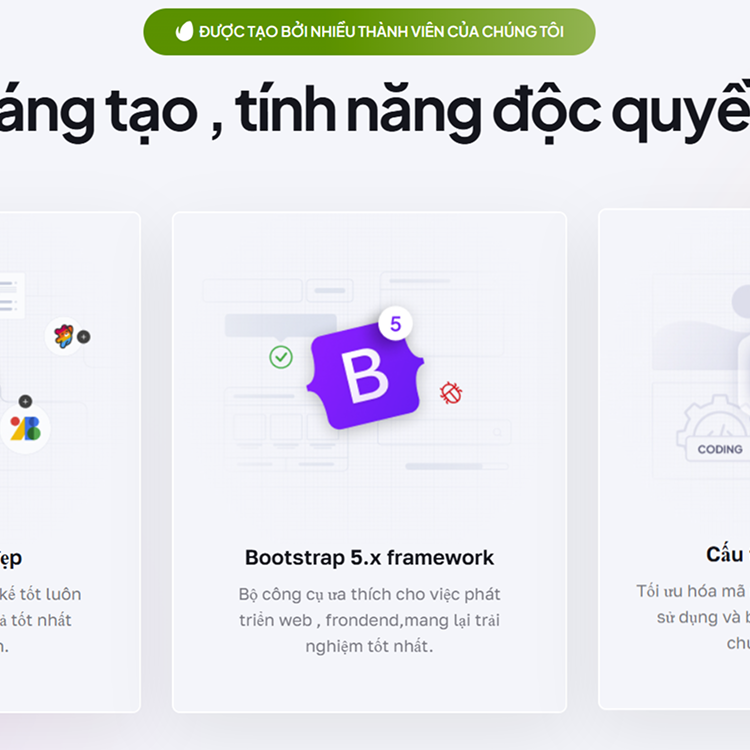 ĐƯỢC TẠO BỞI NHIỀU THÀNH VIÊN CỦA CHÚNG TÔI
áng tạo , tính năng độc quyề
5
B
CODING
ẹp
kế tốt luôn
ả tốt nhất
n.
Bootstrap 5.x framework
Bộ công cụ ưa thích cho việc phát
triển web , frondend,mang lại trải
nghiệm tốt nhất.
Cấu
Tối ưu hóa mã
sử dụng và
chu